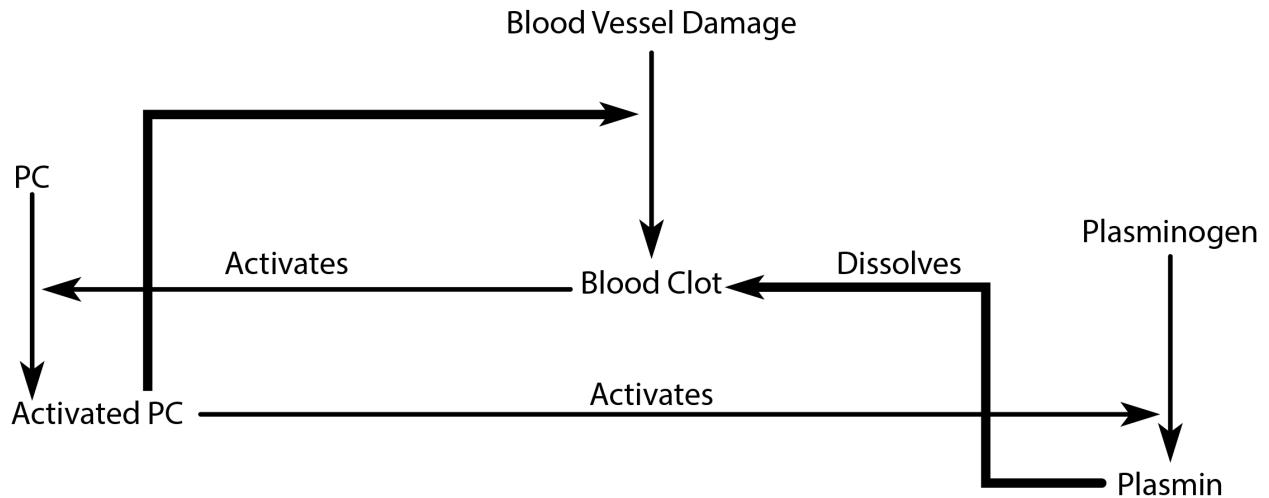 Blood Vessel Damage
PC
Plasminogen
Activates
Dissolves
Blood Clot
Activates
Activated PC
Plasmin